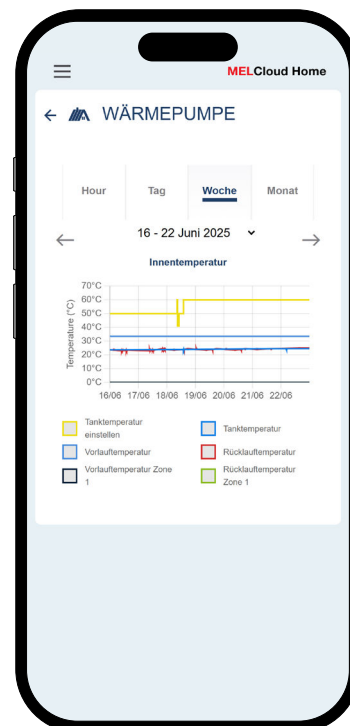 MELCloud Home
WÄRMEPUMPE
Hour Tag Woche Monat
16 - 22 Juni 2025
Innentemperatur
Temperature (°C)
70°C
60°C
50°C
40°C
30°C
20°C
10°C
0°C
16/06 17/06 18/06 19/06 20/06 21/06 22/06
Tanktemperatur
einstellen
Tanktemperatur
Vorlauftemperatur
Rücklauftemperatur
Vorlauftemperatur Zone
1
Rücklauftemperatur
Zone 1